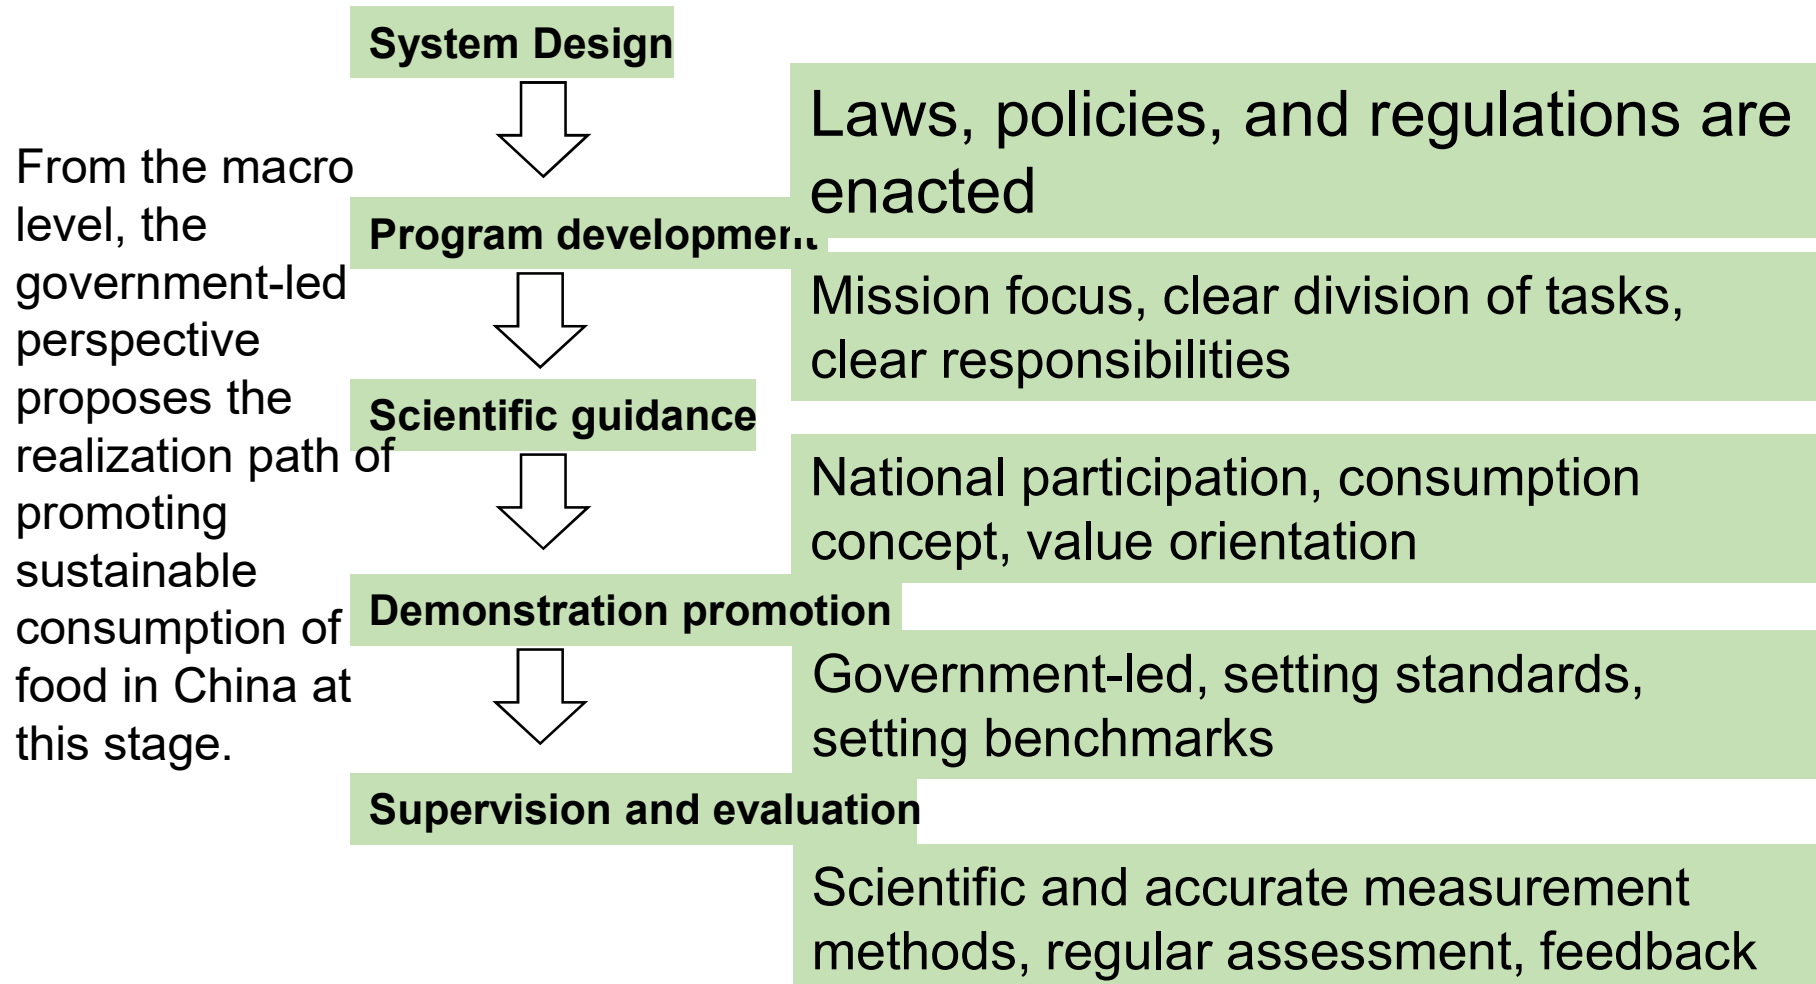 From the macro
level, the
government-led
perspective
proposes the
realization path of
promoting
sustainable
consumption of
food in China at
this stage.
System Design
Laws, policies, and regulations are
enacted
Program development
Mission focus, clear division of tasks,
clear responsibilities
Scientific guidance
National participation, consumption
concept, value orientation
Demonstration promotion
Government-led, setting standards,
setting benchmarks
Supervision and evaluation
Scientific and accurate measurement
methods, regular assessment, feedback